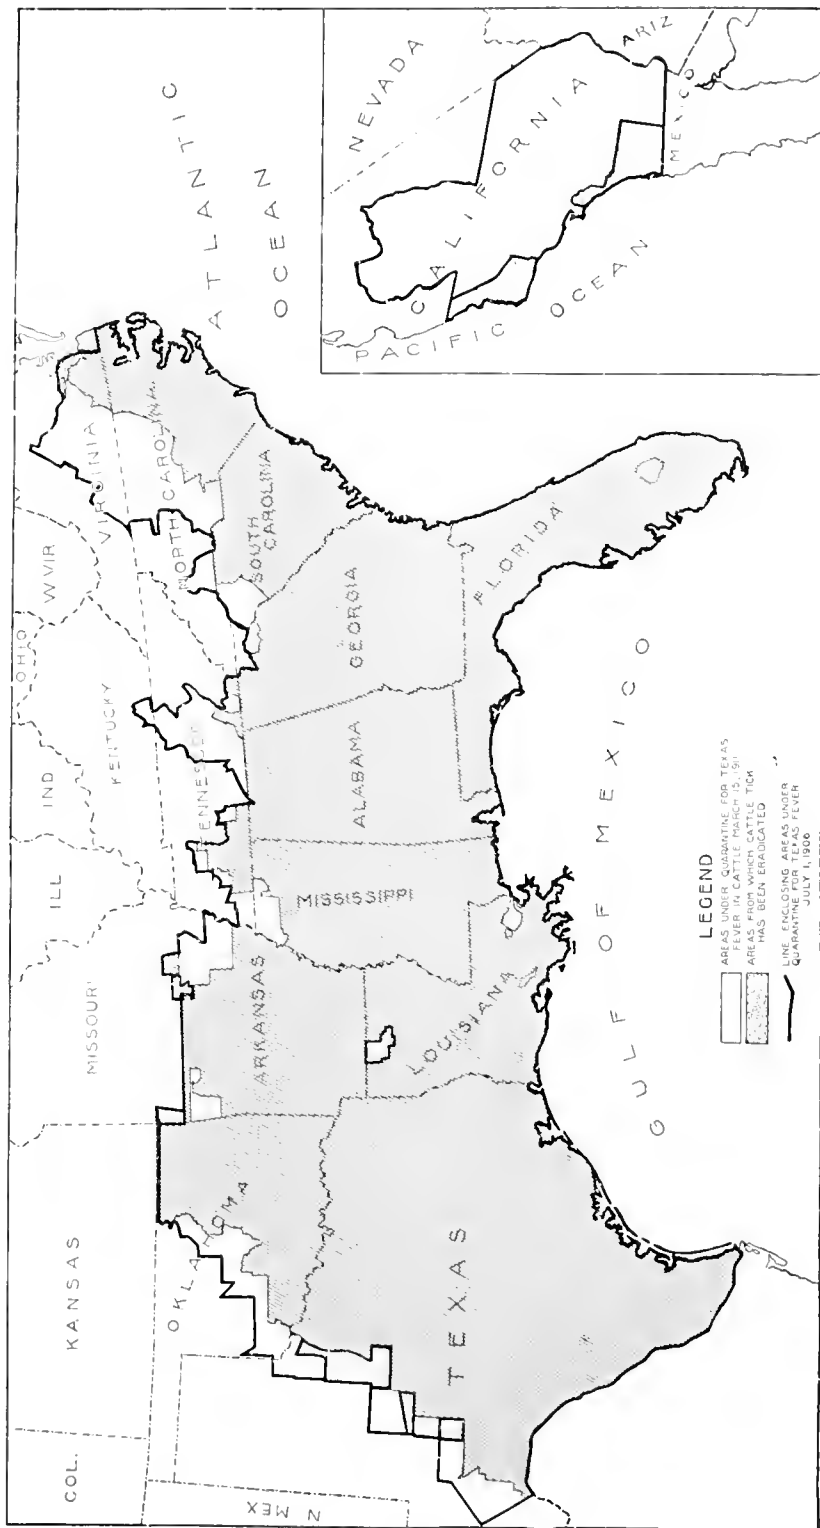 ATLANTIC
OCEAN
NEVADA
ARIZ
CALIFORNIA
MEXICO
PACIFIC OCEAN
COL.
KANSAS
MISSOURI
ILL
IND
OHIO
W VIR
KENTUCKY
VIRGINIA
N MEX
OKLAHOMA
TENNESSEE
NORTH CAROLINA
ARKANSAS
SOUTH
CAROLINA
TEXAS
LOUISIANA
MISSISSIPPI
ALABAMA
GEORGIA
FLORIDA
GULF OF MEXICO
LEGEND
AREAS UNDER QUARANTINE FOR TEXAS
FEVER IN CATTLE MARCH 15, 191
AREAS FROM WHICH CATTLE TICK
HAS BEEN ERADICATED
LINE ENCLOSING AREAS UNDER
QUARANTINE FOR TEXAS FEVER
JULY 1, 1906